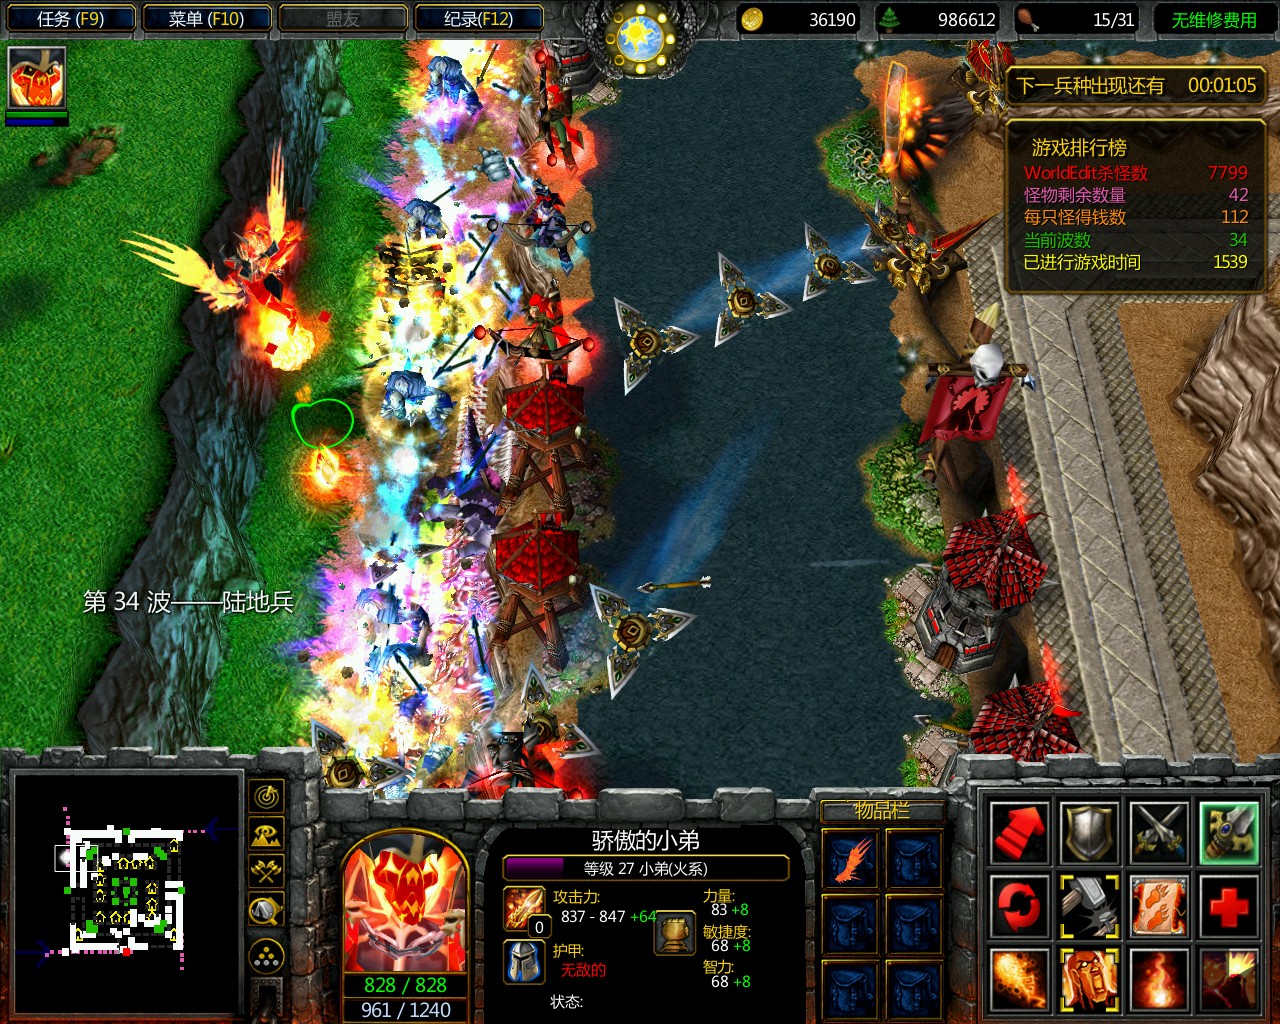 任务 (F9)
菜单 (F10)
盟友
纪录(F12)
36190
986612
15/31
无维修费用
下一兵种出现还有 00:01:05
游戏排行榜
WorldEdit杀怪数 7799
怪物剩余数量 42
每只怪得钱数 112
当前波数 34
已进行游戏时间 1539
第 34 波——陆地兵
骄傲的小弟
等级 27 小弟(火系)
攻击力:
837 - 847 +64
0
护甲:
无敌的
状态:
力量:
83 +8
敏捷度:
68 +8
智力:
68 +8
828 / 828
961 / 1240
物品栏